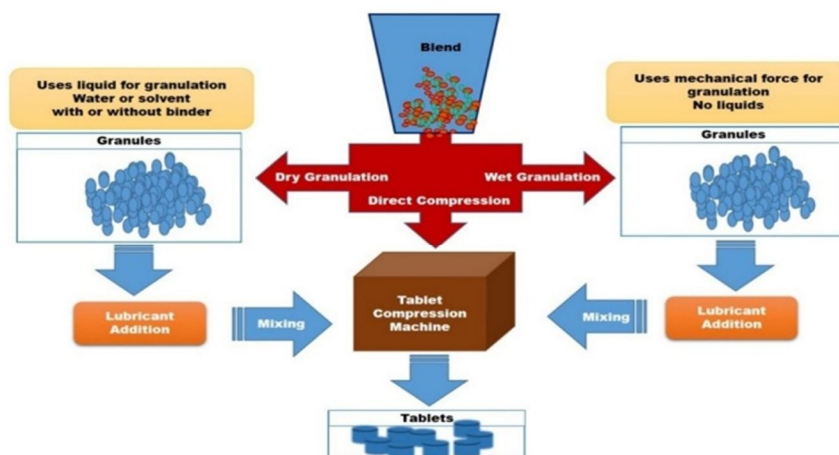 Blend
Uses liquid for granulation
Water or solvent
with or without binder
Uses mechanical force for
granulation
No liquids
Granules
Granules
Dry Granulation
Wet Granulation
Direct Compression
Lubricant
Addition
Mixing
Tablet
Compression
Machine
Mixing
Lubricant
Addition
Tablets